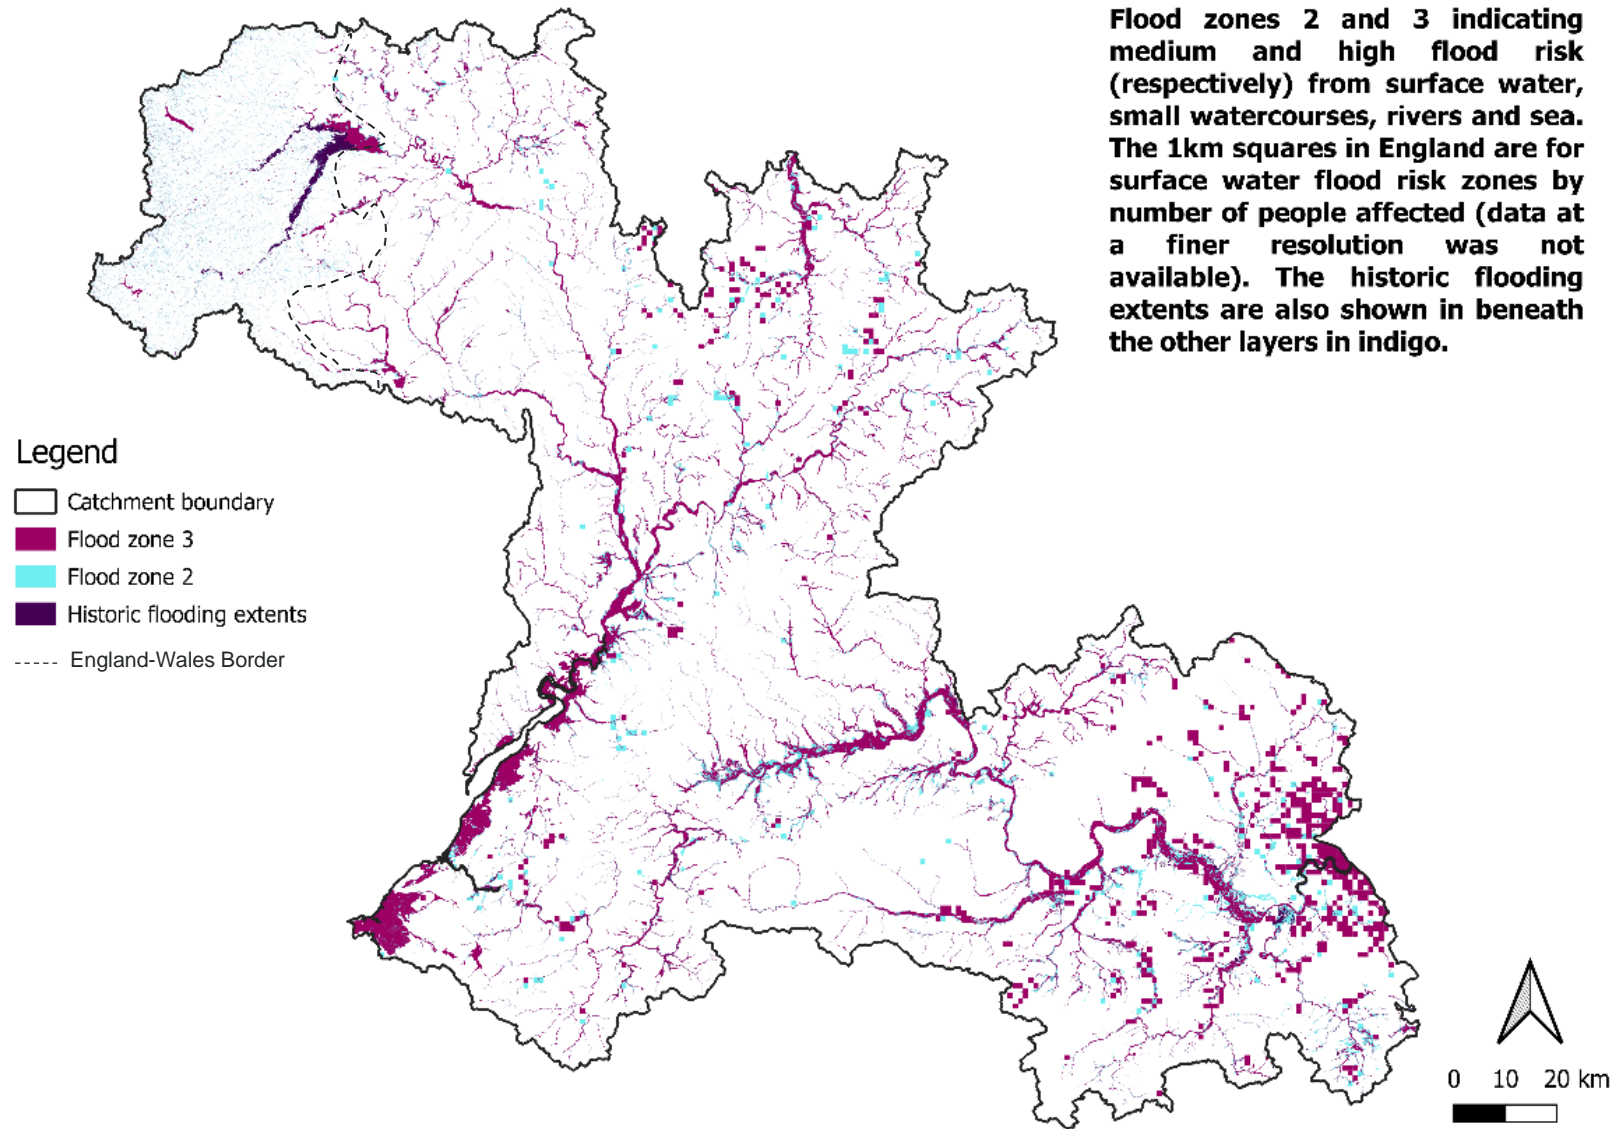 Flood zones 2 and 3 indicating
medium and high flood risk
(respectively) from surface water,
small watercourses, rivers and sea.
The 1km squares in England are for
surface water flood risk zones by
number of people affected (data at
a finer resolution was not
available). The historic flooding
extents are also shown in beneath
the other layers in indigo.
Legend
Catchment boundary
Flood zone 3
Flood zone 2
Historic flooding extents
England-Wales Border
0 10 20 km